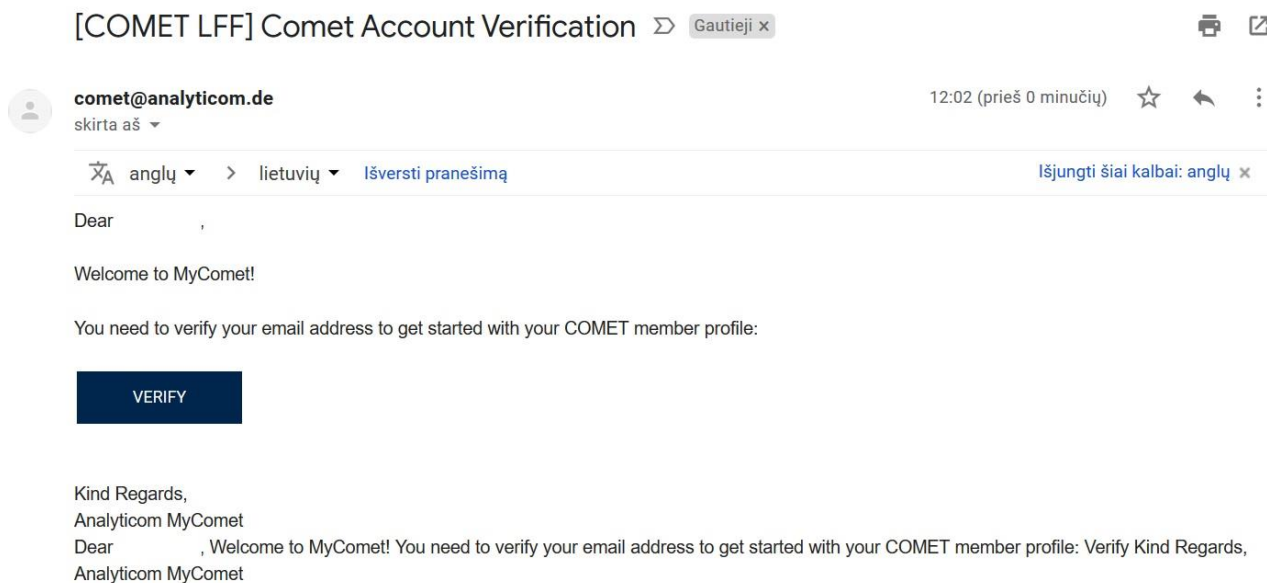 [COMET LFF] Comet Account Verification Gautieji ×
comet@analyticom.de 12:02 (prieš 0 minučių)
skirta aš
anglų > lietuvių Išversti pranešimą Išjungti šiai kalbai: anglų ×
Dear ,
Welcome to MyComet!
You need to verify your email address to get started with your COMET member profile:
VERIFY
Kind Regards,
Analyticom MyComet
Dear , Welcome to MyComet! You need to verify your email address to get started with your COMET member profile: Verify Kind Regards,
Analyticom MyComet